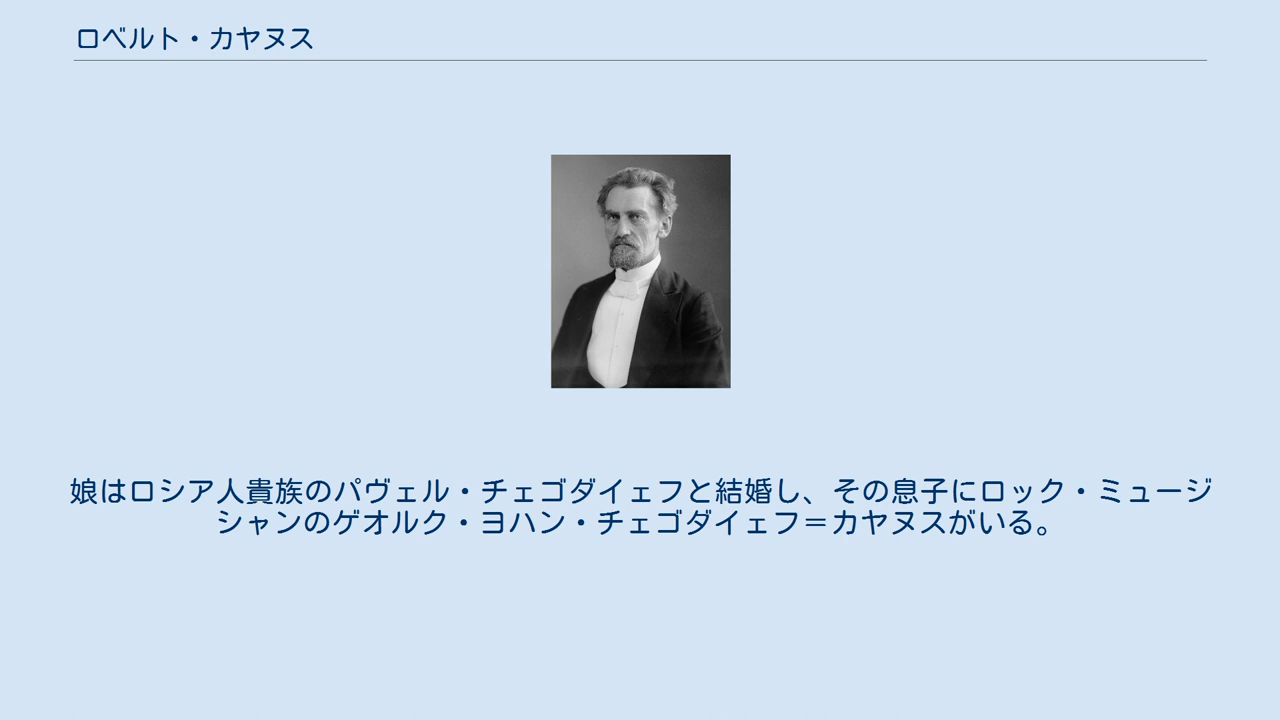 ロベルト・カヤヌス
娘はロシア人貴族のパヴェル・チェゴダイェフと結婚し、その息子にロック・ミュージ
シャンのゲオルク・ヨハン・チェゴダイェフ＝カヤヌスがいる。